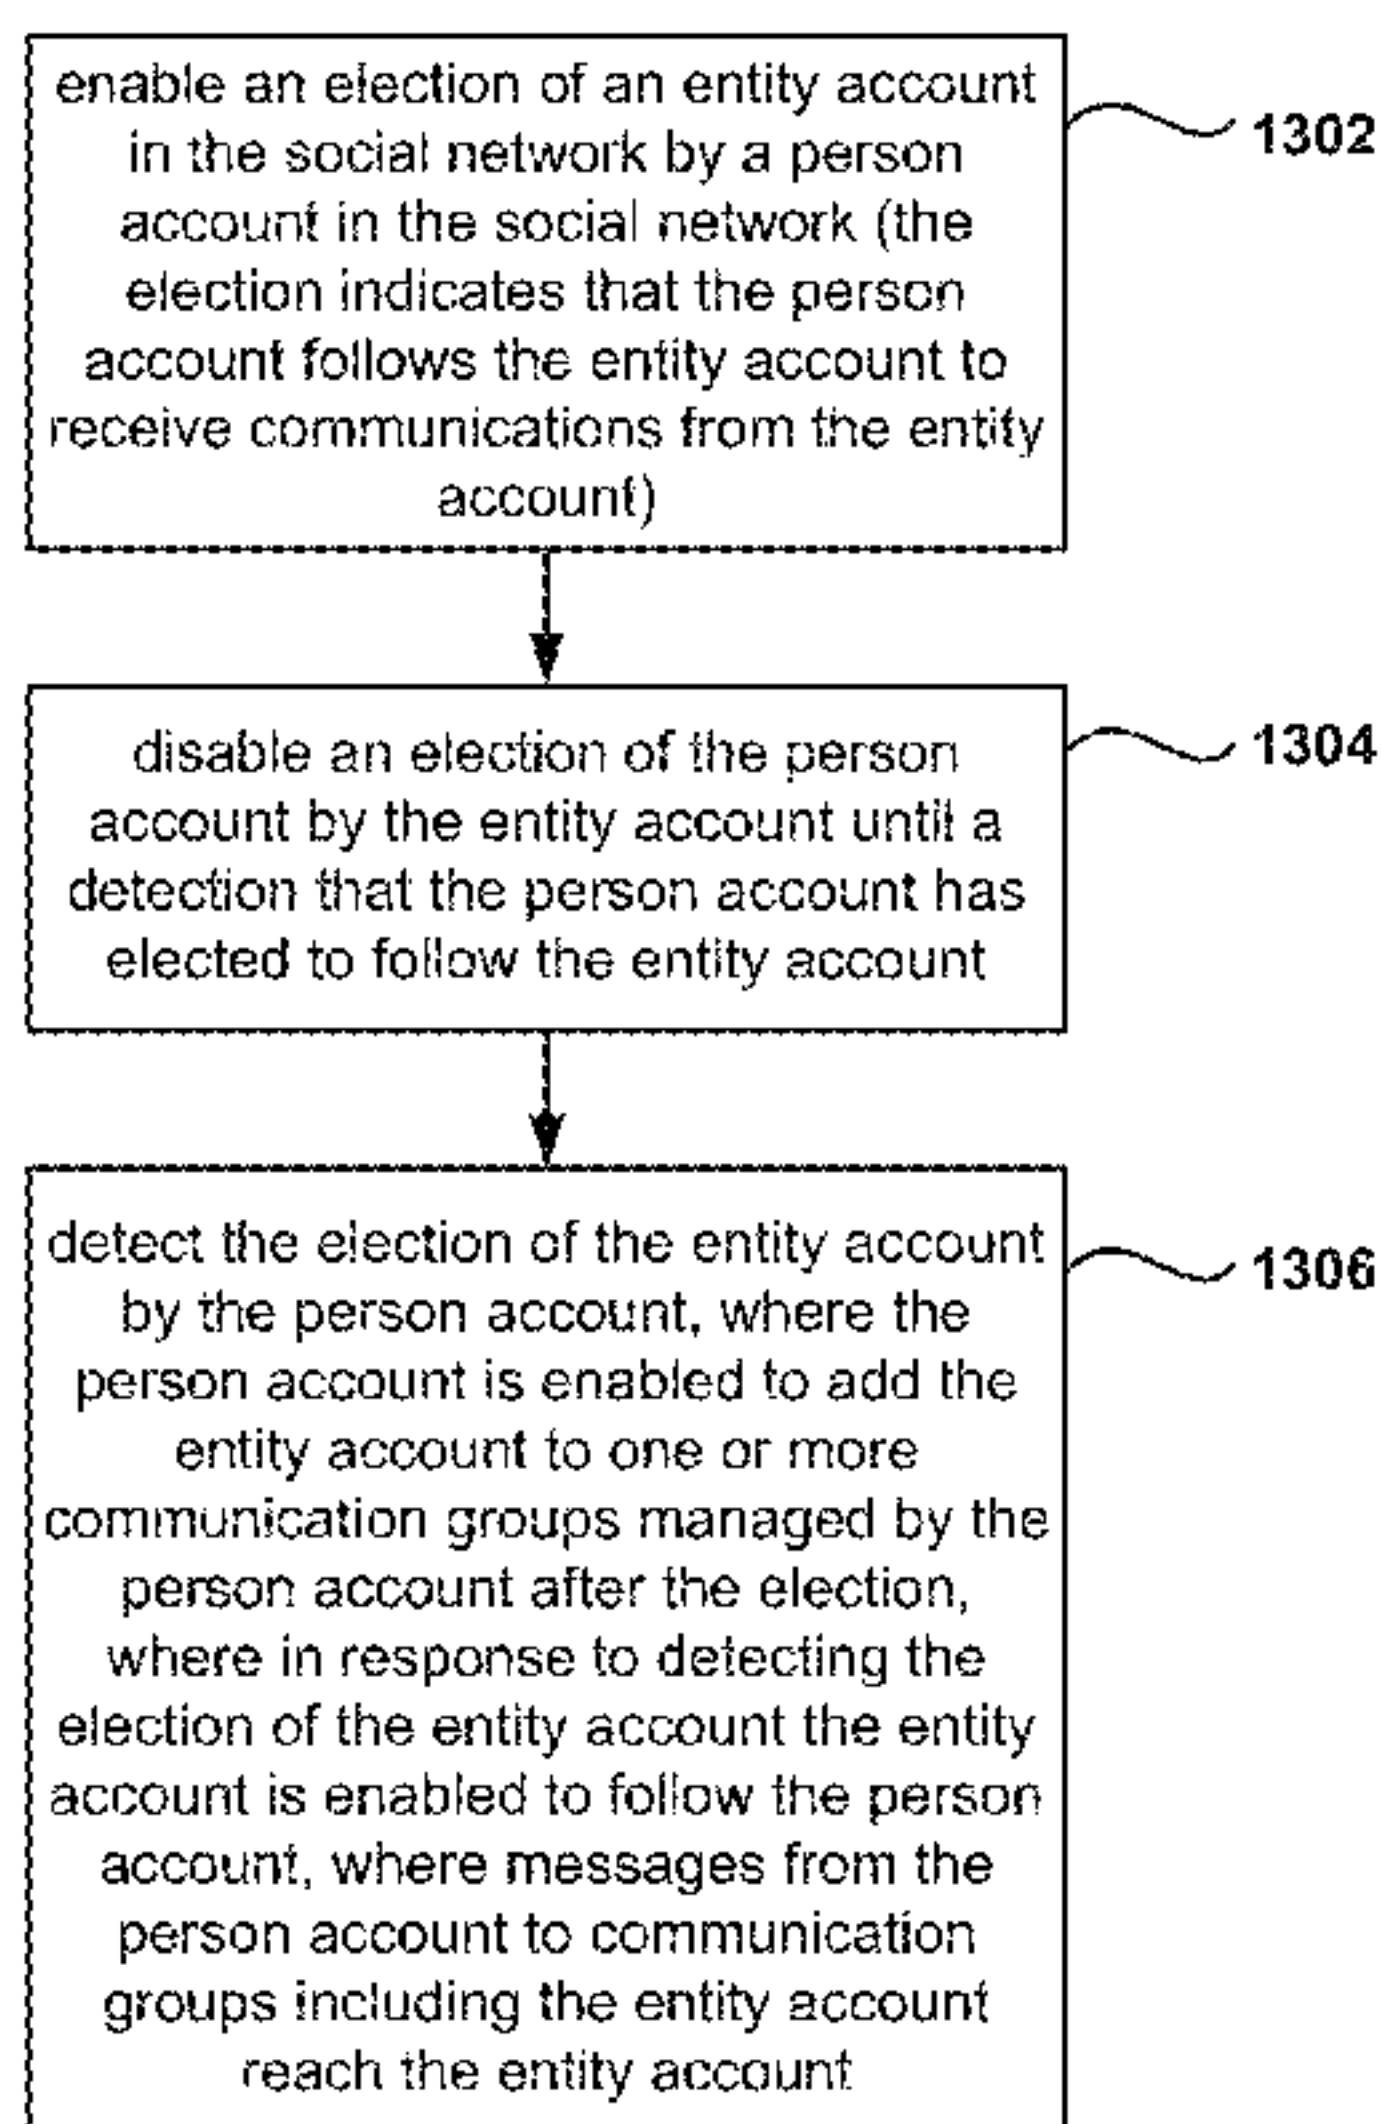 enable an election of an entity account
in the social network by a person
account in the social network (the
election indicates that the person
account follows the entity account to
receive communications from the entity
account)
1302
disable an election of the person
account by the entity account until a
detection that the person account has
elected to follow the entity account
1304
detect the election of the entity account
by the person account, where the
person account is enabled to add the
entity account to one or more
communication groups managed by the
person account after the election,
where in response to detecting the
election of the entity account the entity
account is enabled to follow the person
account, where messages from the
person account to communication
groups including the entity account
reach the entity account
1306